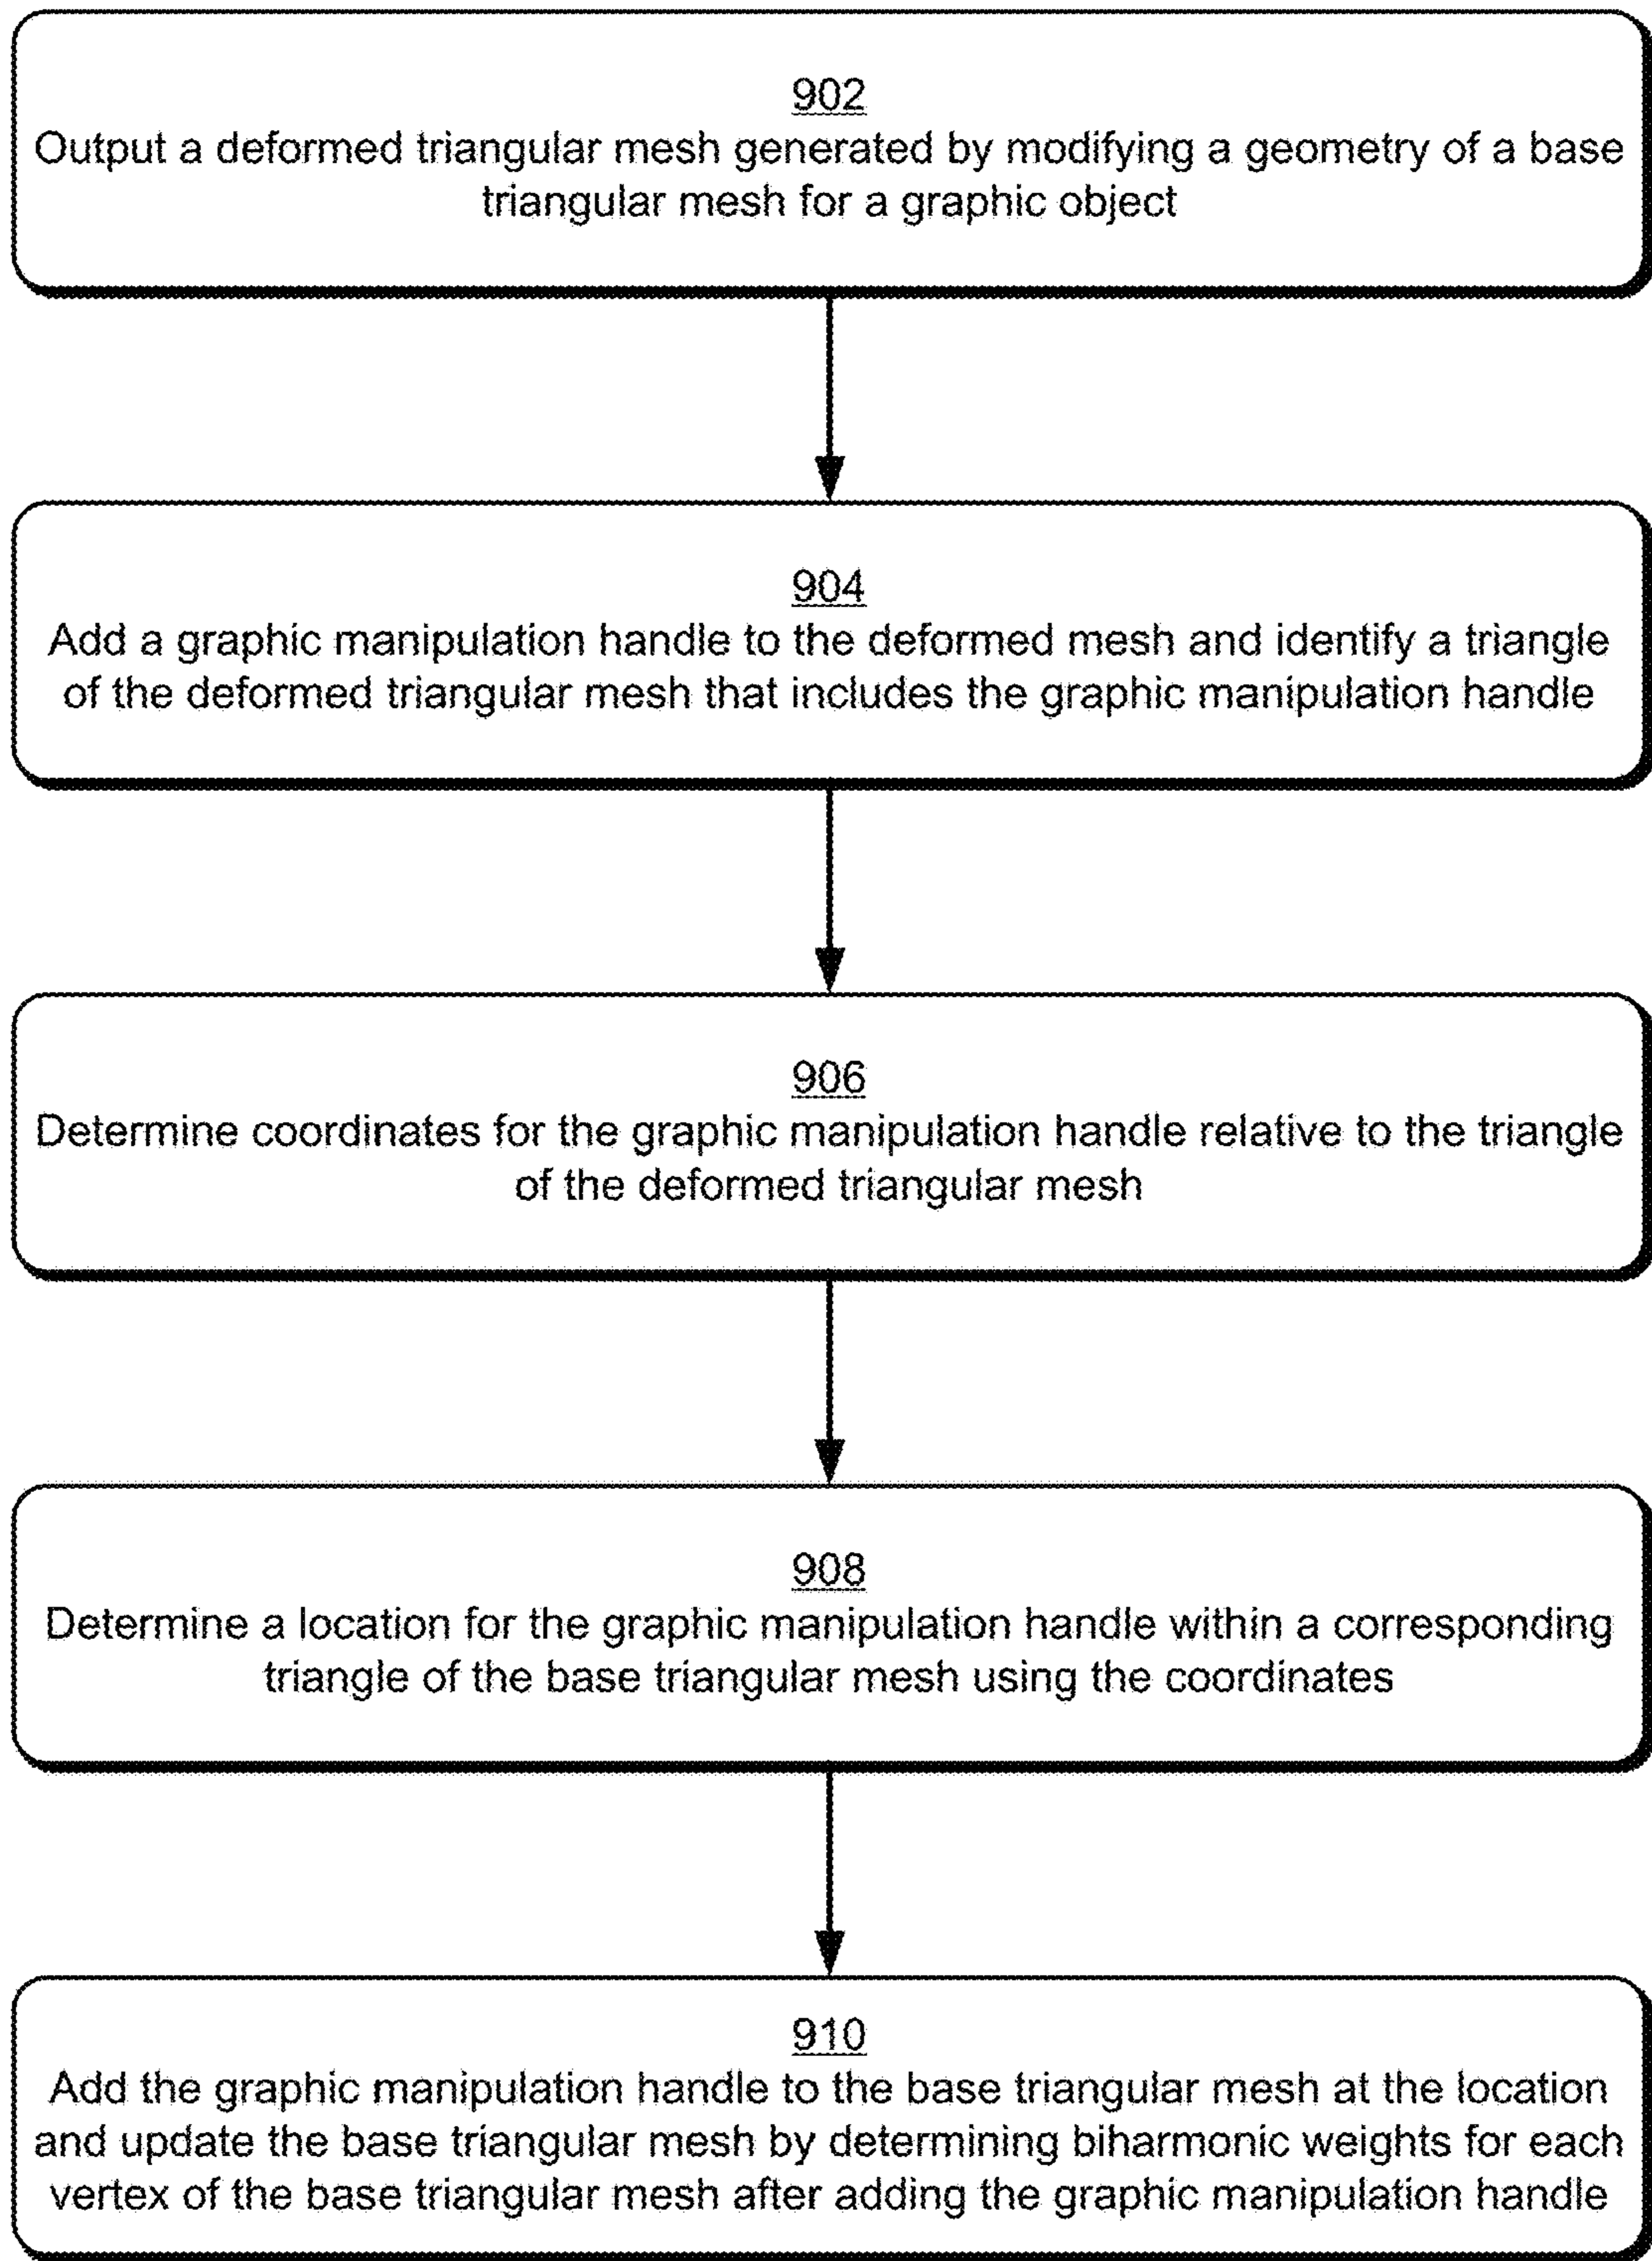 902
Output a deformed triangular mesh generated by modifying a geometry of a base
triangular mesh for a graphic object
904
Add a graphic manipulation handle to the deformed mesh and identify a triangle
of the deformed triangular mesh that includes the graphic manipulation handle
906
Determine coordinates for the graphic manipulation handle relative to the triangle
of the deformed triangular mesh
908
Determine a location for the graphic manipulation handle within a corresponding
triangle of the base triangular mesh using the coordinates
910
Add the graphic manipulation handle to the base triangular mesh at the location
and update the base triangular mesh by determining biharmonic weights for each
vertex of the base triangular mesh after adding the graphic manipulation handle